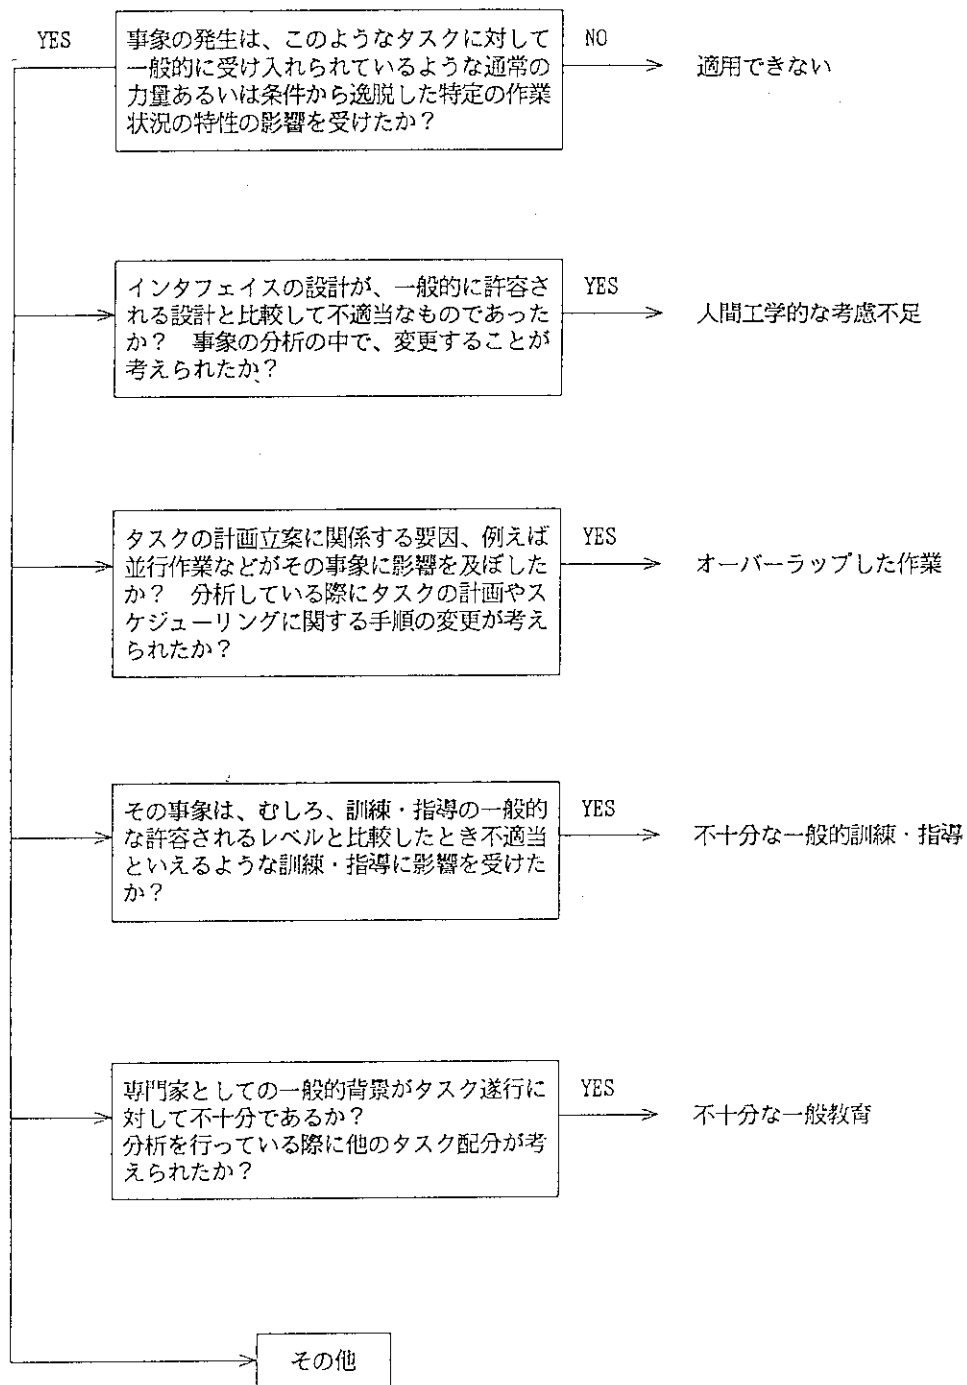 YES
事象の発生は、このようなタスクに対して
一般的に受け入れられているような通常の
力量あるいは条件から逸脱した特定の作業
状況の特性の影響を受けたか？
NO
適用できない
インタフェイスの設計が、一般的に許容さ
れる設計と比較して不適当なものであった
か？　事象の分析の中で、変更することが
考えられたか？
YES
人間工学的な考慮不足
タスクの計画立案に関係する要因、例えば
並行作業などがその事象に影響を及ぼした
か？　分析している際にタスクの計画やス
ケジューリングに関する手順の変更が考え
られたか？
YES
オーバーラップした作業
その事象は、むしろ、訓練・指導の一般的
な許容されるレベルと比較したとき不適当
といえるような訓練・指導に影響を受けた
か？
YES
不十分な一般的訓練・指導
専門家としての一般的背景がタスク遂行に
対して不十分であるか？
分析を行っている際に他のタスク配分が考
えられたか？
YES
不十分な一般教育
その他